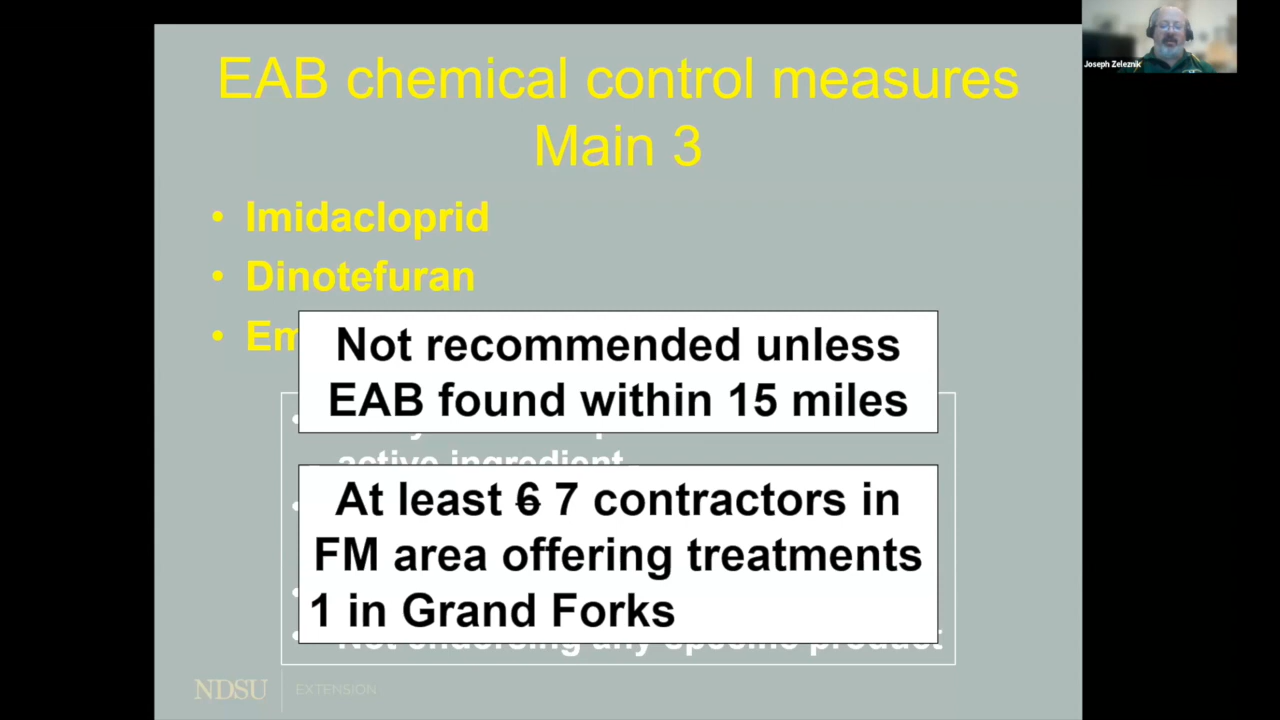 EAB chemical control measures
Main 3
• Imidacloprid
• Dinotefuran
•
Not recommended unless
EAB found within 15 miles
active ingredient
At least 6 7 contractors in
FM area offering treatments
1 in Grand Forks
Not endorsing any specific product
NDSU EXTENSION
Joseph Zeleznik